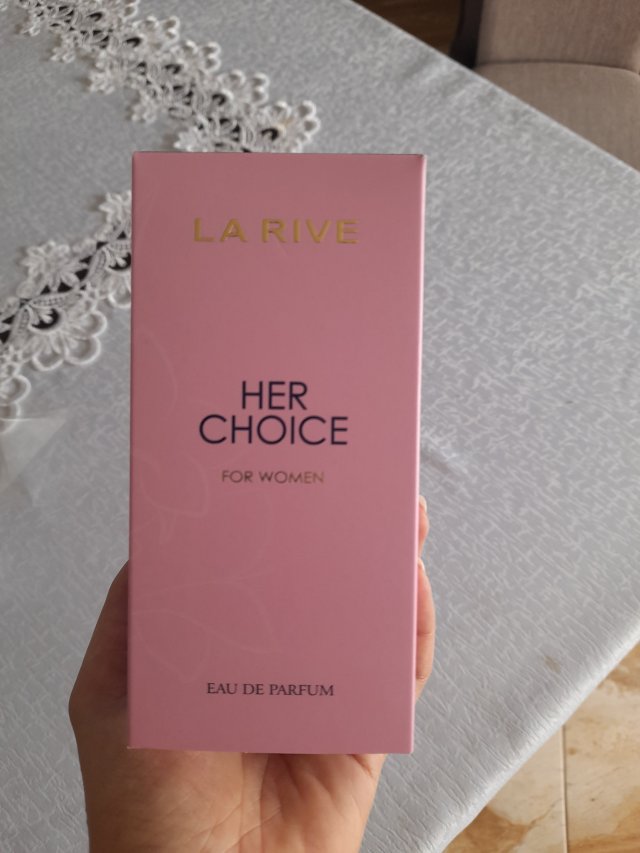 LA RIVE
HER
CHOICE
FOR WOMEN
EAU DE PARFUM